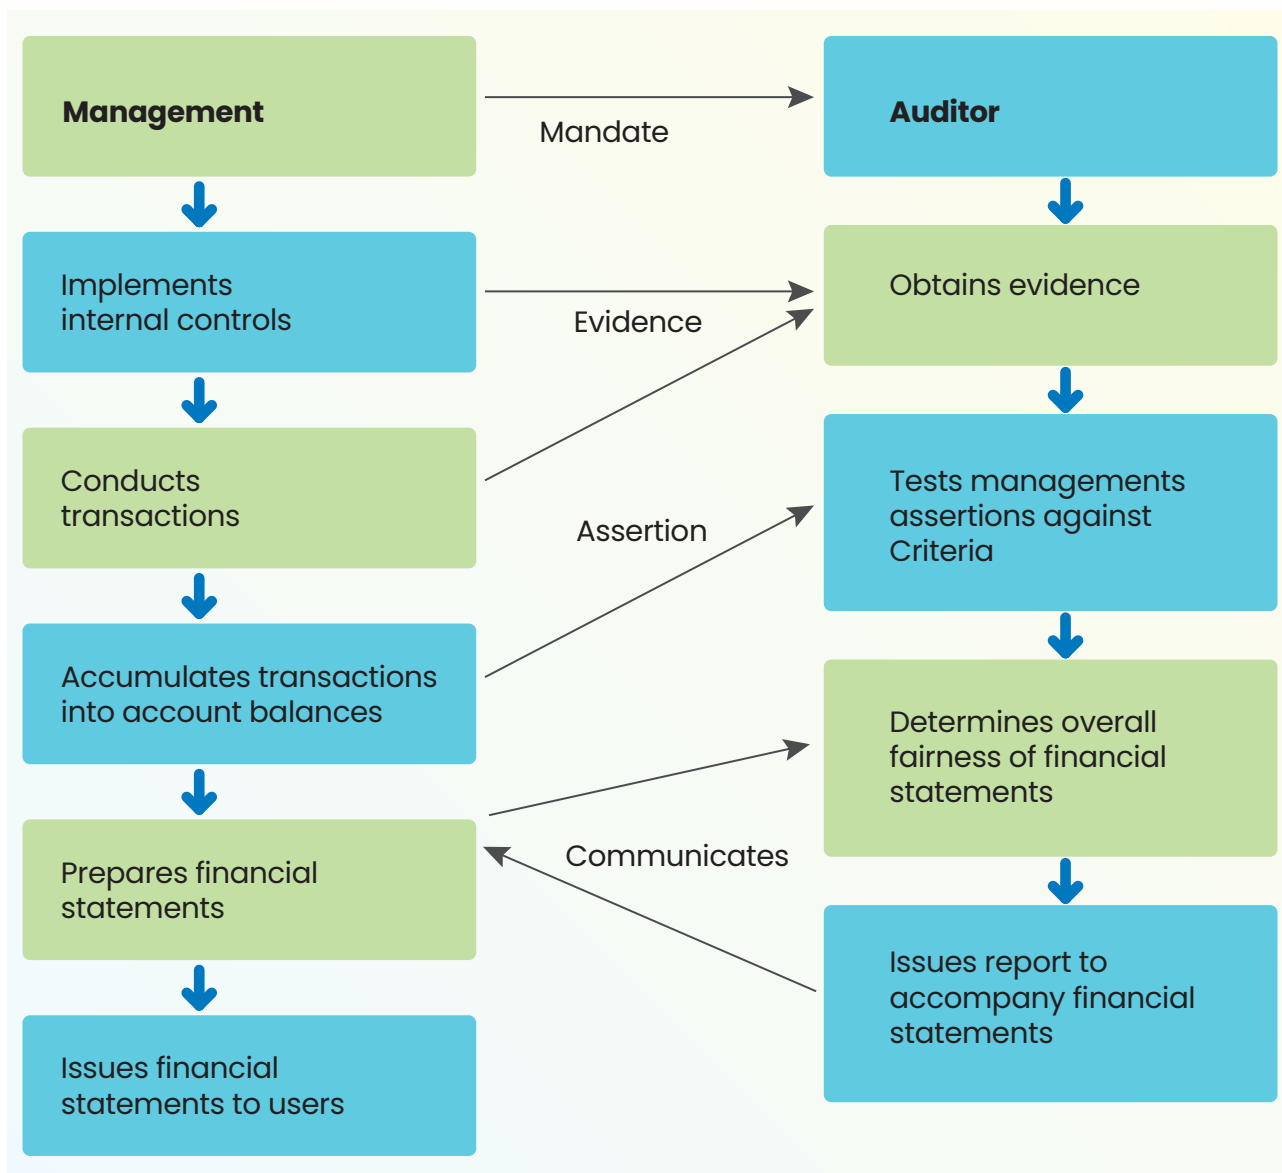 Management
Mandate
Auditor
Implements
internal controls
Evidence
Obtains evidence
Conducts
transactions
Assertion
Tests managements
assertions against
Criteria
Accumulates transactions
into account balances
Determines overall
fairness of financial
statements
Communicates
Prepares financial
statements
Issues report to
accompany financial
statements
Issues financial
statements to users